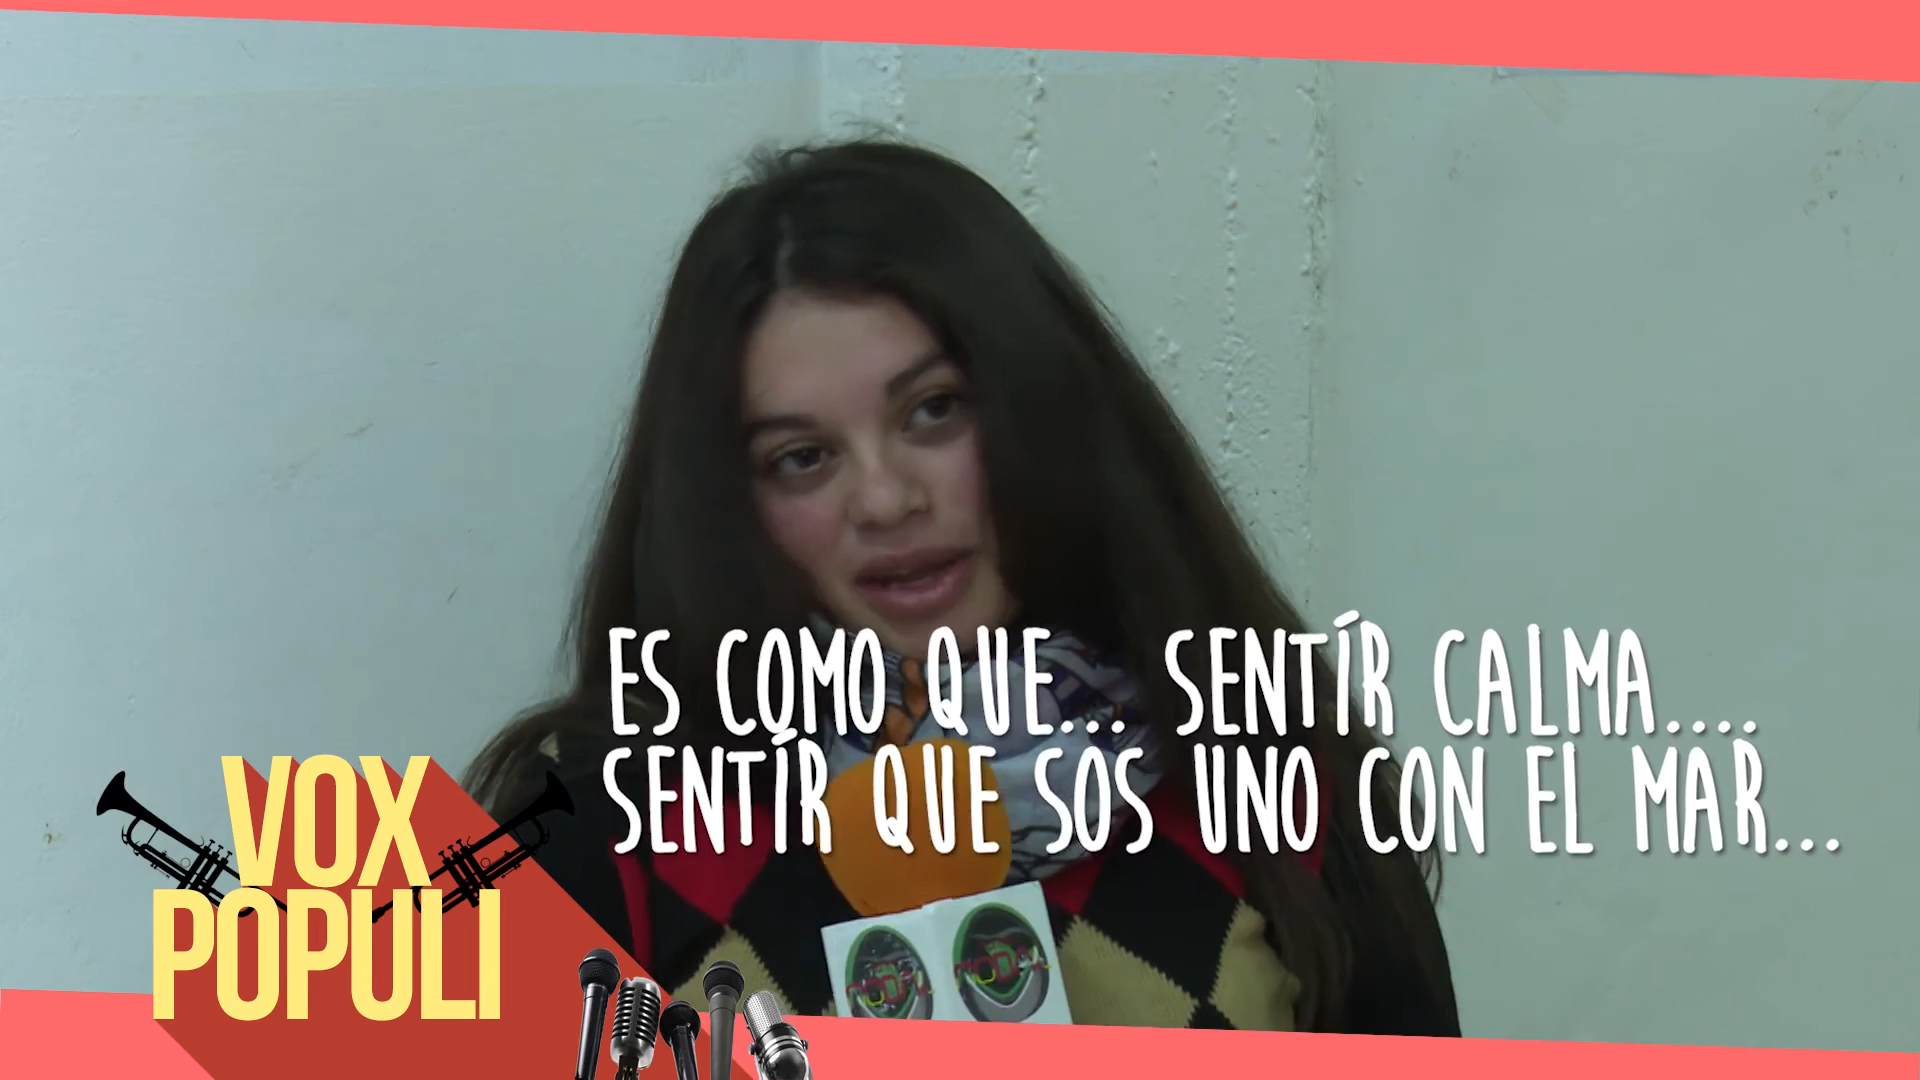 ES COMO QUE... SENTÍR CALMA....
SENTÍR QUE SOS UNO CON EL MAR...
VOX
POPULI